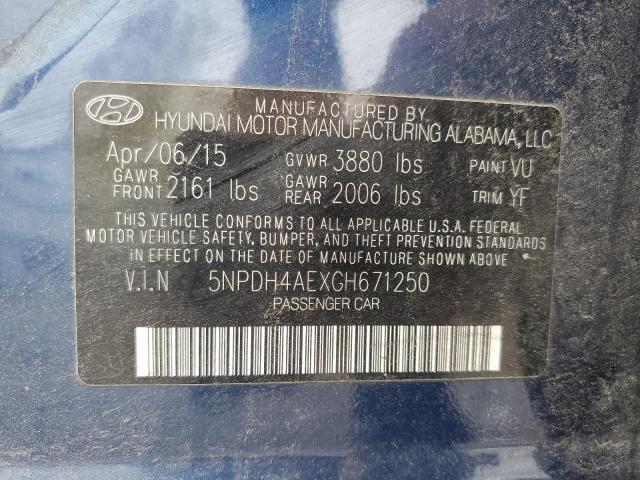 MANUFACTURED BY
HYUNDAI MOTOR MANUFACTURING ALABAMA, LLC
Apr/06/15 GVWR 3880 lbs PAINT VU
GAWR FRONT 2161 lbs GAWR REAR 2006 lbs TRIM YF
THIS VEHICLE CONFORMS TO ALL APPLICABLE U.S.A. FEDERAL
MOTOR VEHICLE SAFETY, BUMPER, AND THEFT PREVENTION STANDARDS
IN EFFECT ON THE DATE OF MANUFACTURE SHOWN ABOVE.
V.I.N 5NPDH4AEXGH671250
PASSENGER CAR